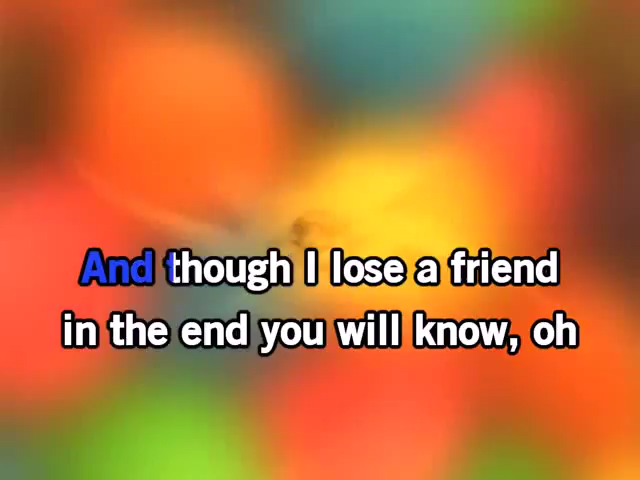 And though I lose a friend
in the end you will know, oh